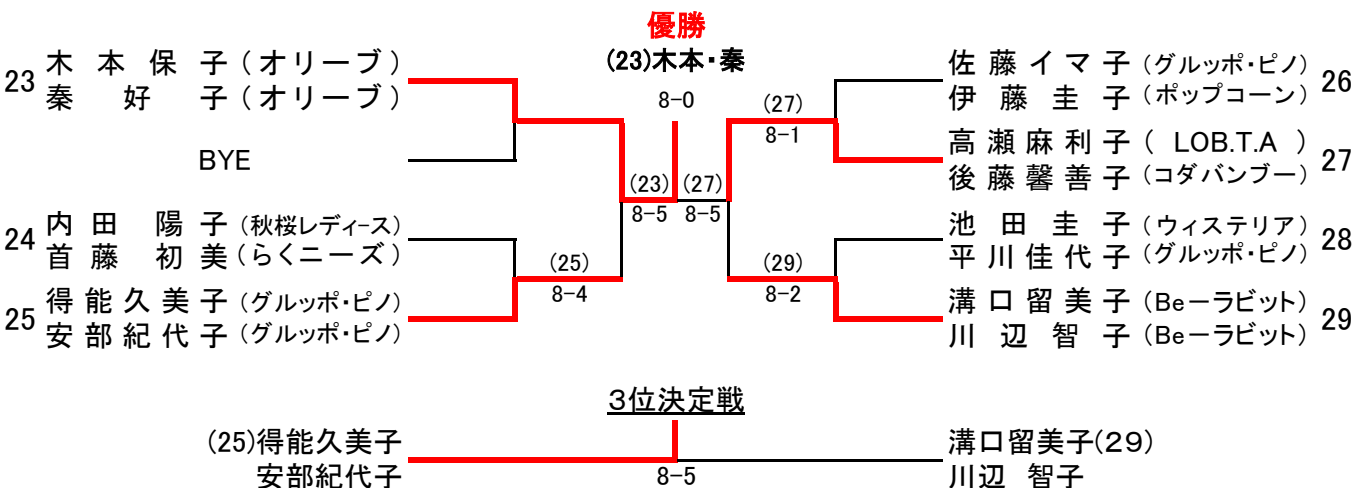 優勝
(23)木本・秦
8-0
23
木本保子(オリーブ)
秦好子(オリーブ)
BYE
24
内田陽子(秋桜レディース)
首藤初美(らくニーズ)
25
得能久美子(グルッポ・ピノ)
安部紀代子(グルッポ・ピノ)
(25)
8-4
(23)
8-5
(27)
8-5
(27)
8-1
(29)
8-2
佐藤イマ子(グルッポ・ピノ)
伊藤圭子(ポップコーン)
26
高瀬麻利子( LOB.T.A )
後藤馨善子(コダバンブー)
27
池田圭子(ウィステリア)
平川佳代子(グルッポ・ピノ)
28
溝口留美子(Be-ラビット)
川辺智子(Be-ラビット)
29
3位決定戦
(25)得能久美子
安部紀代子
8-5
溝口留美子(29)
川辺 智子